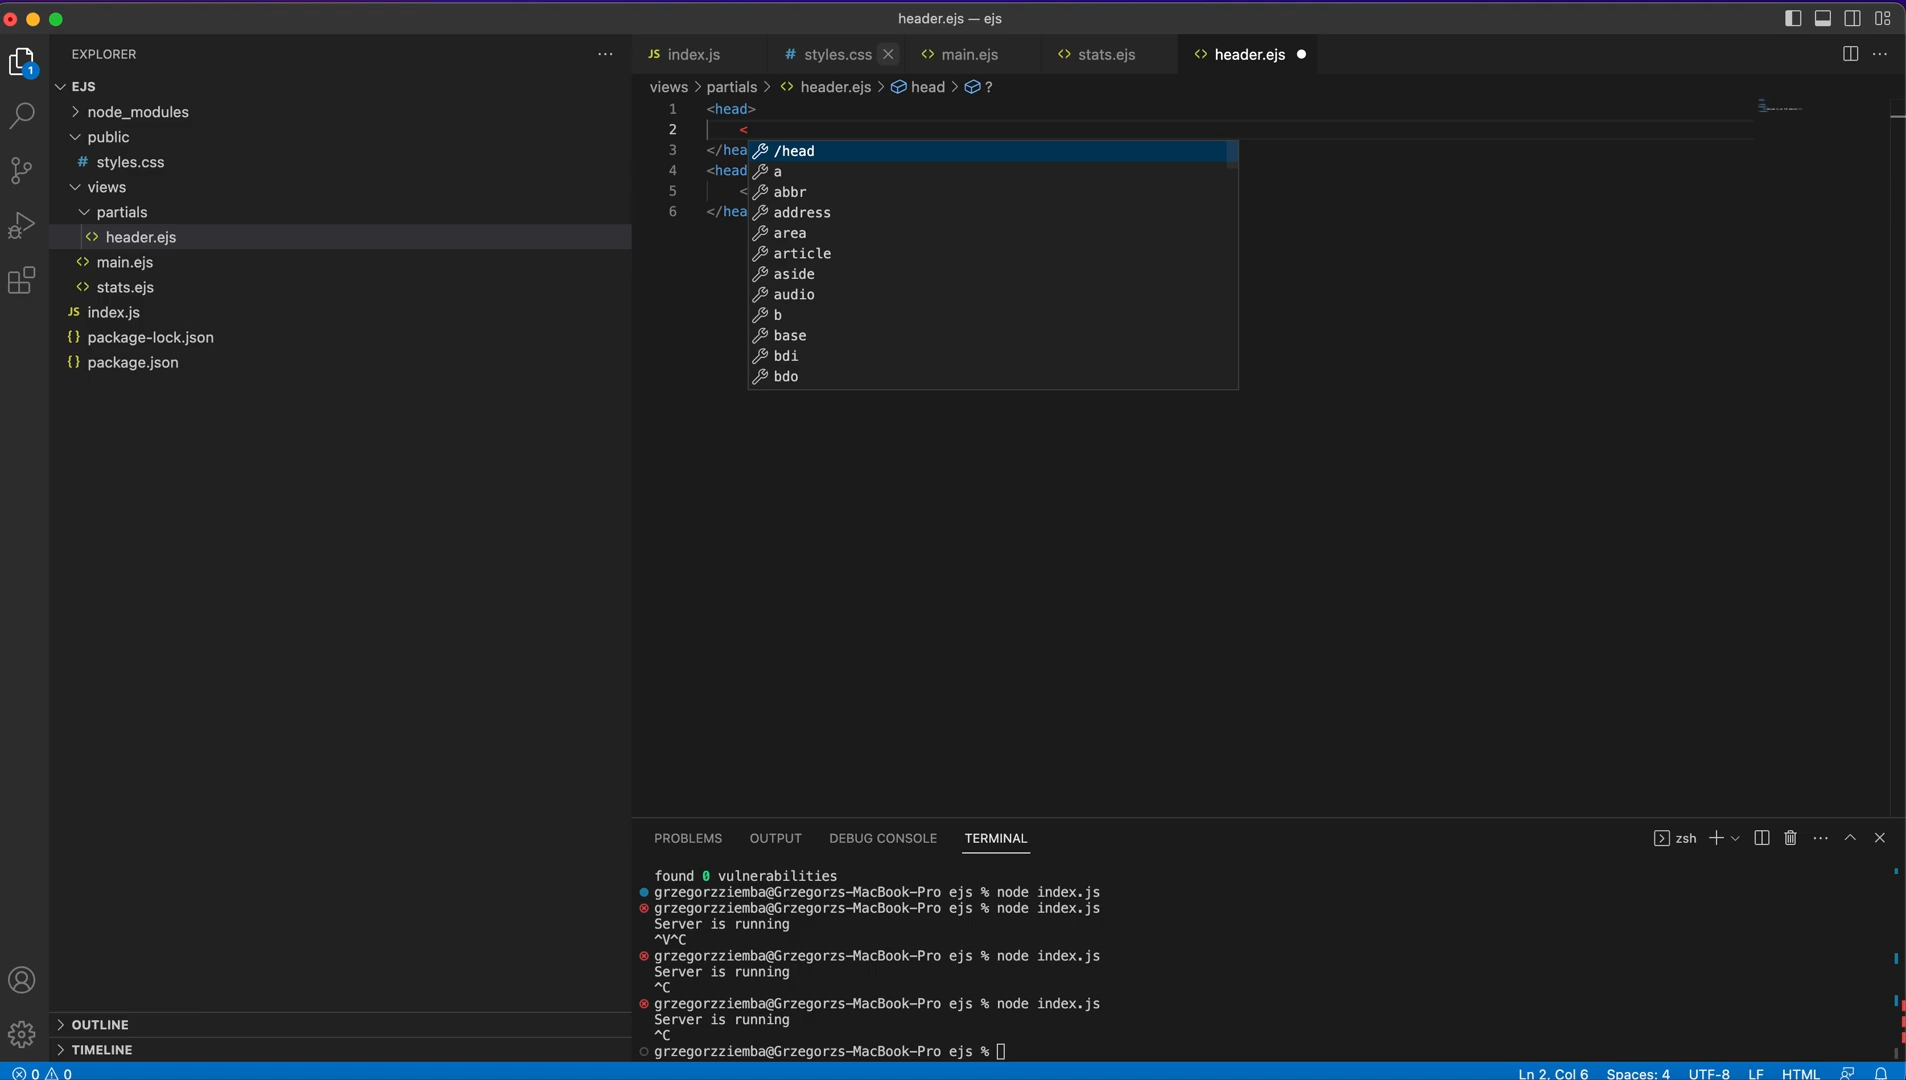 header.ejs — ejs
EXPLORER
EJS
node_modules
public
# styles.css
views
partials
<> header.ejs
<> main.ejs
<> stats.ejs
JS index.js
{} package-lock.json
{} package.json
OUTLINE
TIMELINE
1
JS index.js
# styles.css
<> main.ejs
<> stats.ejs
<> header.ejs
views > partials > <> header.ejs > head > ?
1 <head>
2 <
3 </hea
4 <head
5 <
6 </hea
/head
a
abbr
address
area
article
aside
audio
b
base
bdi
bdo
PROBLEMS OUTPUT DEBUG CONSOLE TERMINAL
zsh
found 0 vulnerabilities
grzegorzziemba@Grzegorzs-MacBook-Pro ejs % node index.js
grzegorzziemba@Grzegorzs-MacBook-Pro ejs % node index.js
Server is running
^V^C
grzegorzziemba@Grzegorzs-MacBook-Pro ejs % node index.js
Server is running
^C
grzegorzziemba@Grzegorzs-MacBook-Pro ejs % node index.js
Server is running
^C
grzegorzziemba@Grzegorzs-MacBook-Pro ejs %
0 0
Ln 2, Col 6 Spaces: 4 UTF-8 LF HTML